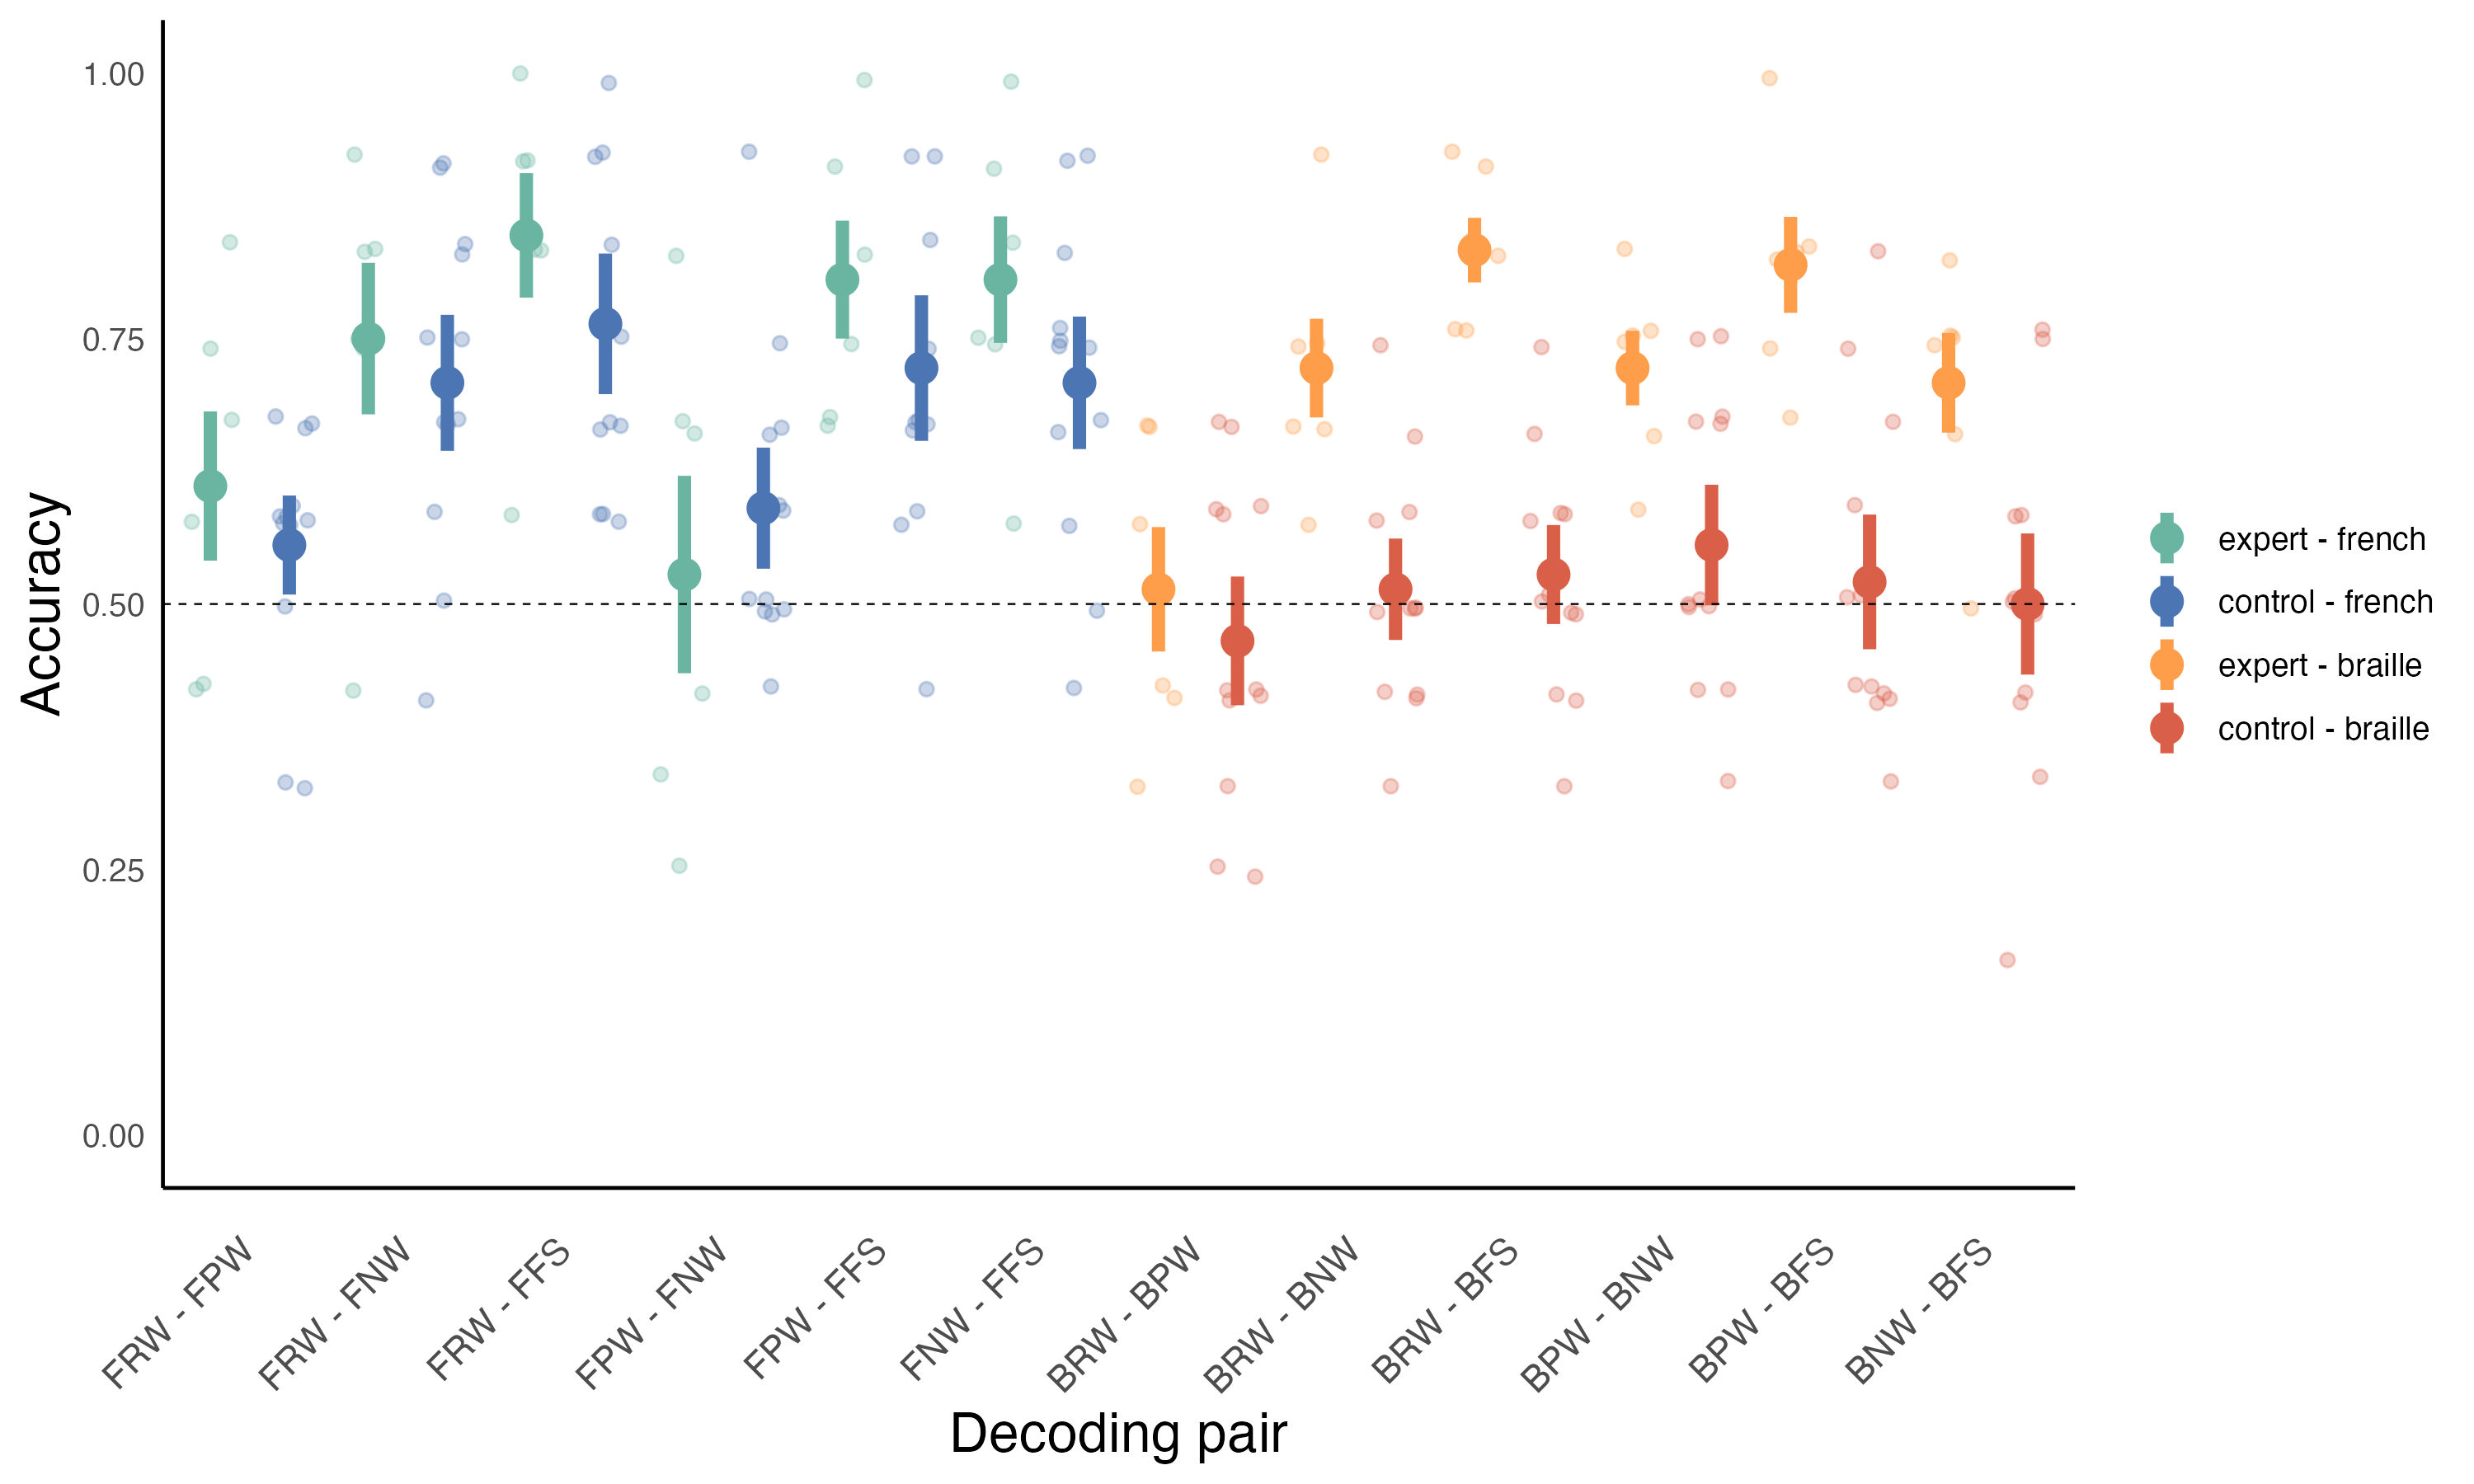 1.00
0.75
0.50
0.25
0.00
Accuracy
FRW - FPW
FRW - FNW
FRW - FFS
FPW - FNW
FPW - FFS
FNW - FFS
BRW - BPW
BRW - BNW
BRW - BFS
BPW - BNW
BPW - BFS
BNW - BFS
Decoding pair
expert - french
control - french
expert - braille
control - braille